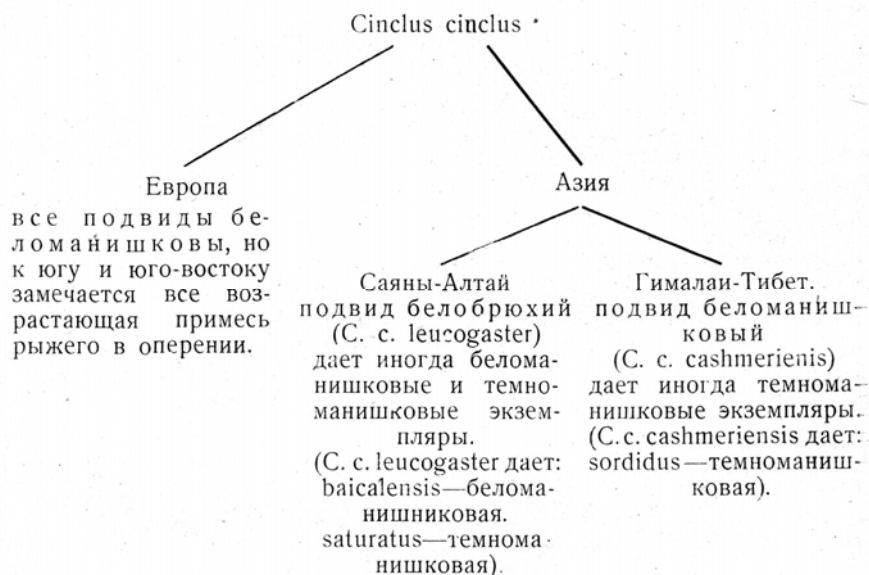 Cinclus cinclus
Европа
все подвиды бе-
ломанишковы, но
к югу и юго-востоку
замечается все воз-
растающая примесь
рыжего в оперении.
Азия
Саяны-Алтай
подвид белобрюхий
(C. c. leucogaster)
дает иногда белома-
нишковые и темно-
манишковые экзем-
пляры.
(C. c. leucogaster дает:
baicalensis—белома-
нишниковая.
saturatus—темнома-
нишковая).
Гималаи-Тибет.
подвид беломаниш-
ковый
(C. c. cashmerienis)
дает иногда темнома-
нишковые экземпляры.
(C. c. cashmeriensis дает:
sordidus—темноманиш-
ковая).